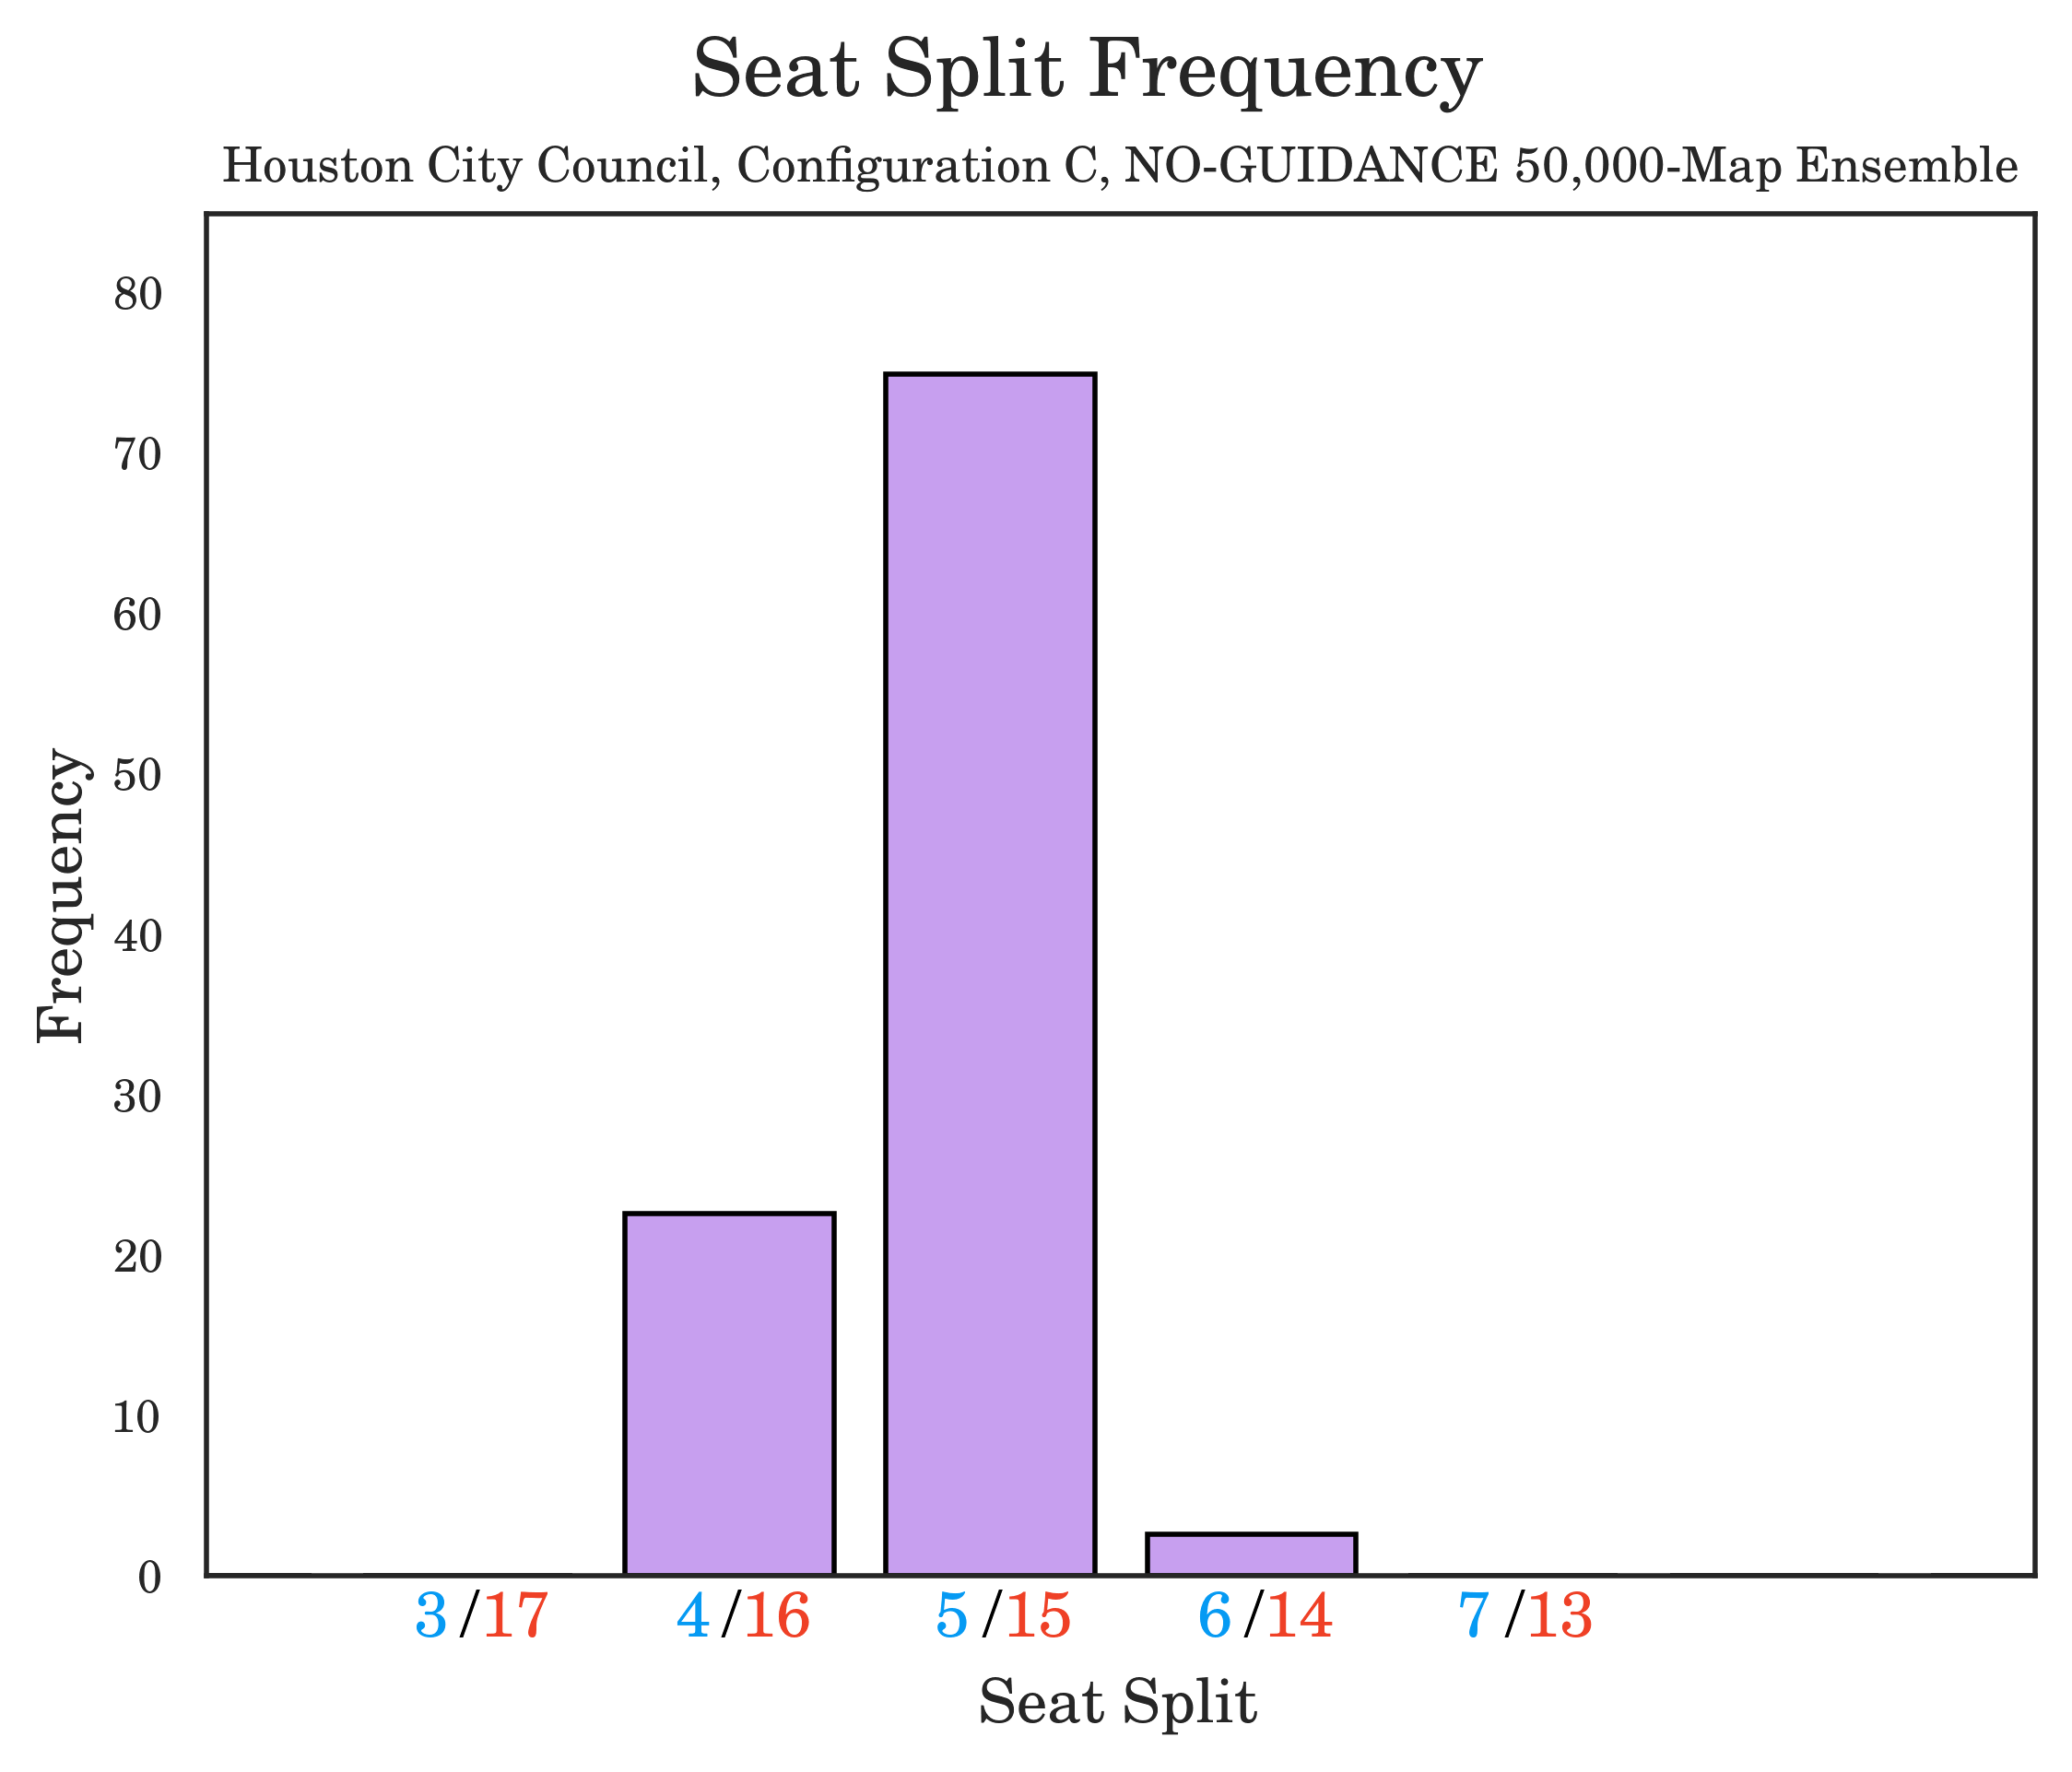 Seat Split Frequency
Houston City Council, Configuration C, NO-GUIDANCE 50,000-Map Ensemble
80
70
60
50
40
30
20
10
0
Frequency
3/17 4/16 5/15 6/14 7/13
Seat Split